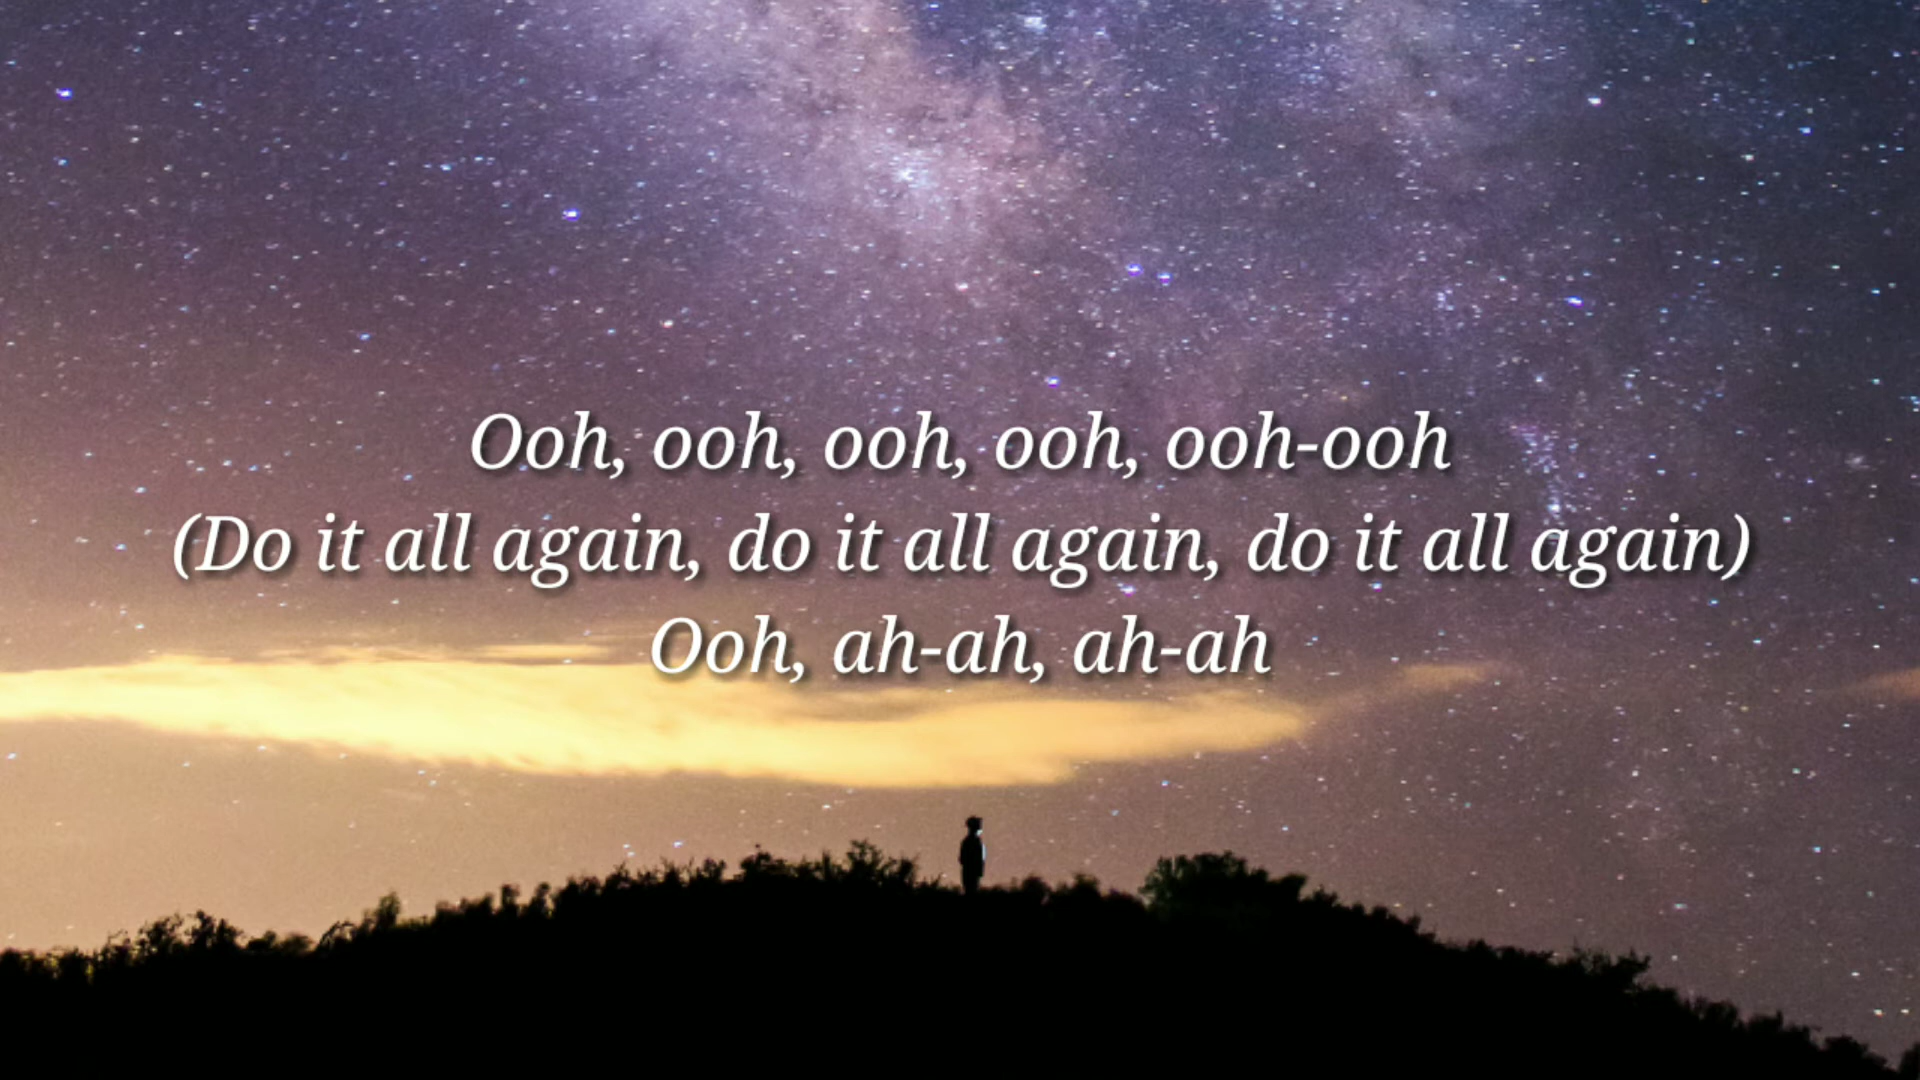 Ooh, ooh, ooh, ooh, ooh-ooh
(Do it all again, do it all again, do it all again)
Ooh, ah-ah, ah-ah